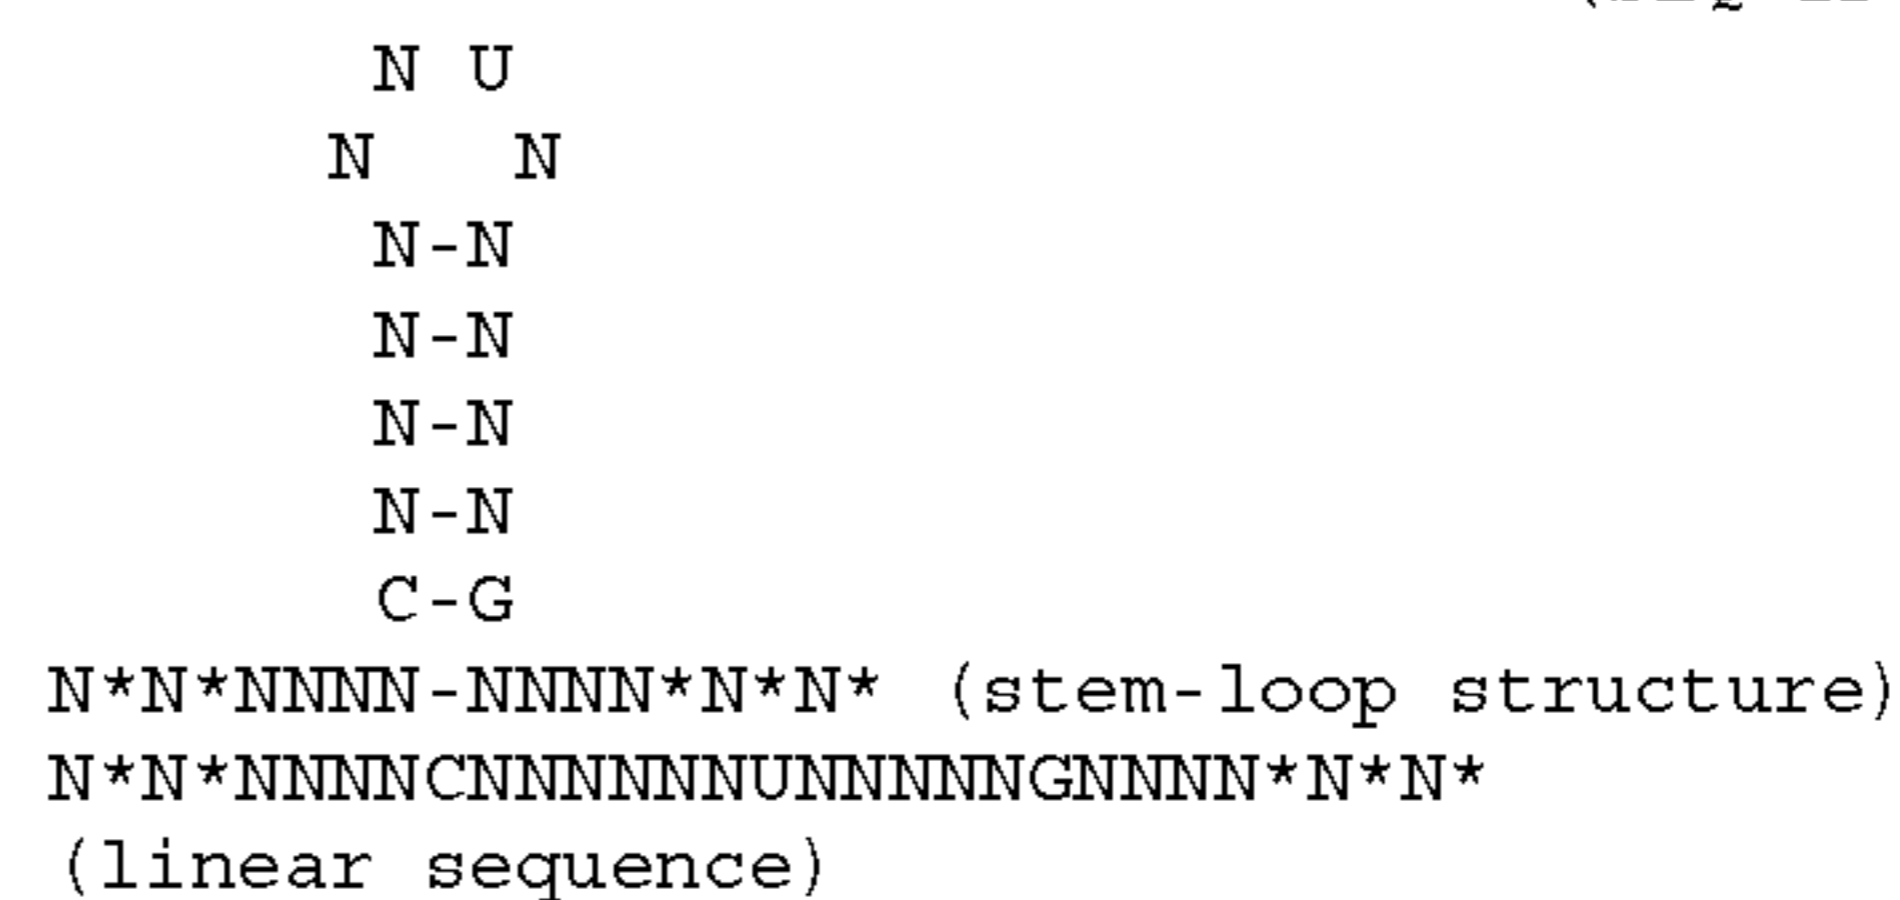 N U
N   N
N-N
N-N
N-N
N-N
C-G
N*N*NNNN-NNNN*N*N* (stem-loop structure)
N*N*NNNNCNNNNNNUNNNNNGNNNN*N*N*
(linear sequence)